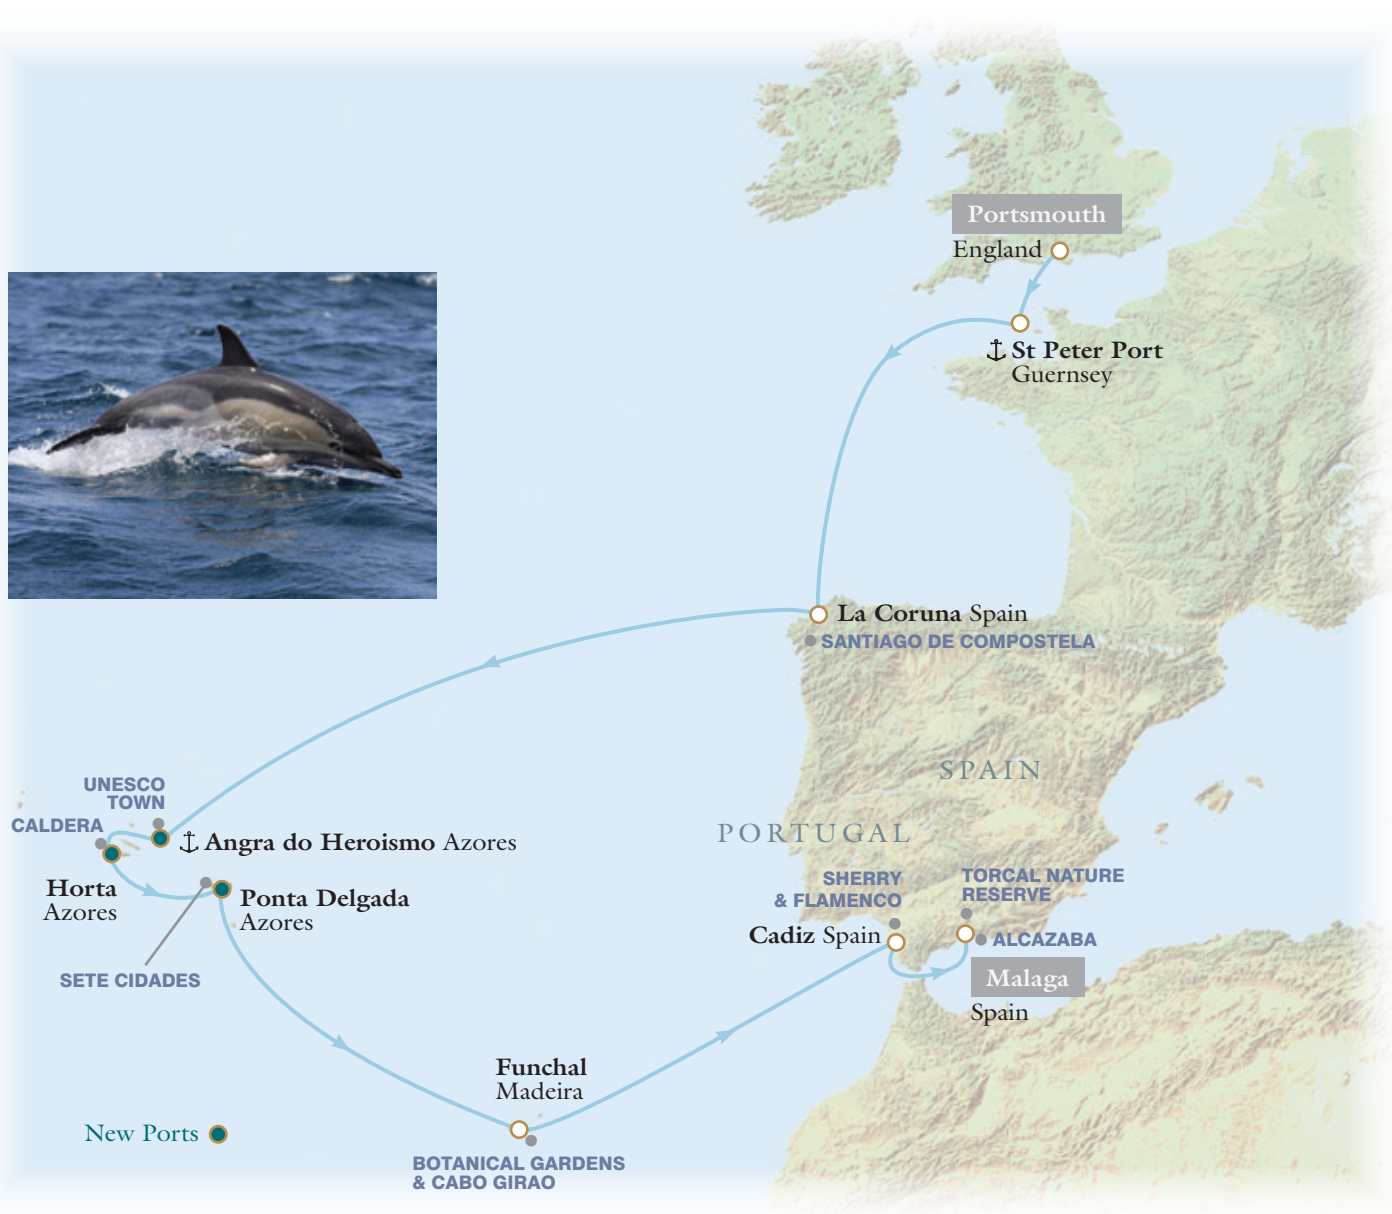 Portsmouth
England
St Peter Port
Guernsey
La Coruna Spain
SANTIAGO DE COMPOSTELA
SPAIN
PORTUGAL
UNESCO
TOWN
CALDERA
Angra do Heroismo Azores
Horta
Azores
Ponta Delgada
Azores
SETE CIDADES
SHERRY
& FLAMENCO
TORCAL NATURE
RESERVE
Cadiz Spain
ALCAZABA
Malaga
Spain
Funchal
Madeira
New Ports
BOTANICAL GARDENS
& CABO GIRAO